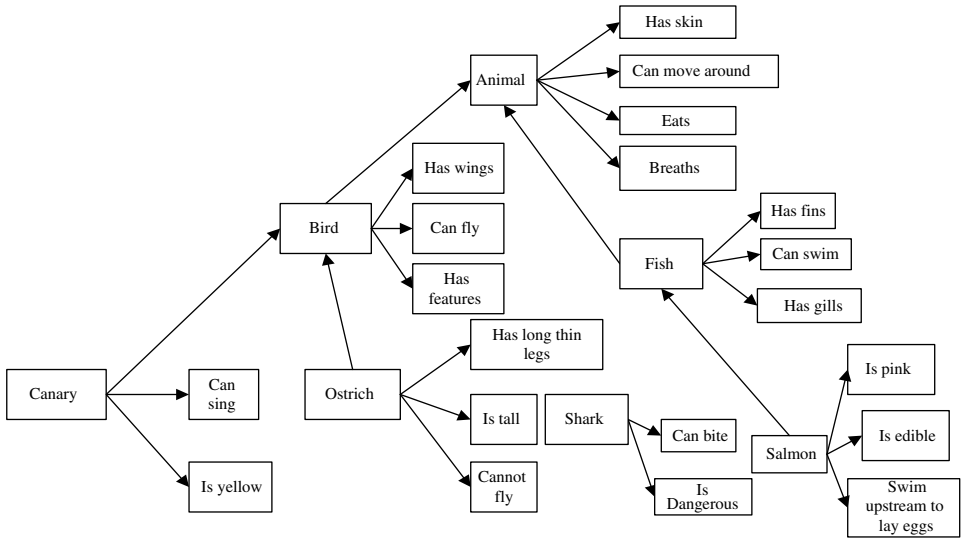 Has skin
Animal
Can move around
Eats
Breaths
Has wings
Bird
Can fly
Has
features
Has fins
Fish
Can swim
Has gills
Has long thin
legs
Canary
Can
sing
Is yellow
Ostrich
Is tall
Cannot
fly
Shark
Can bite
Is
Dangerous
Is pink
Salmon
Is edible
Swim
upstream to
lay eggs